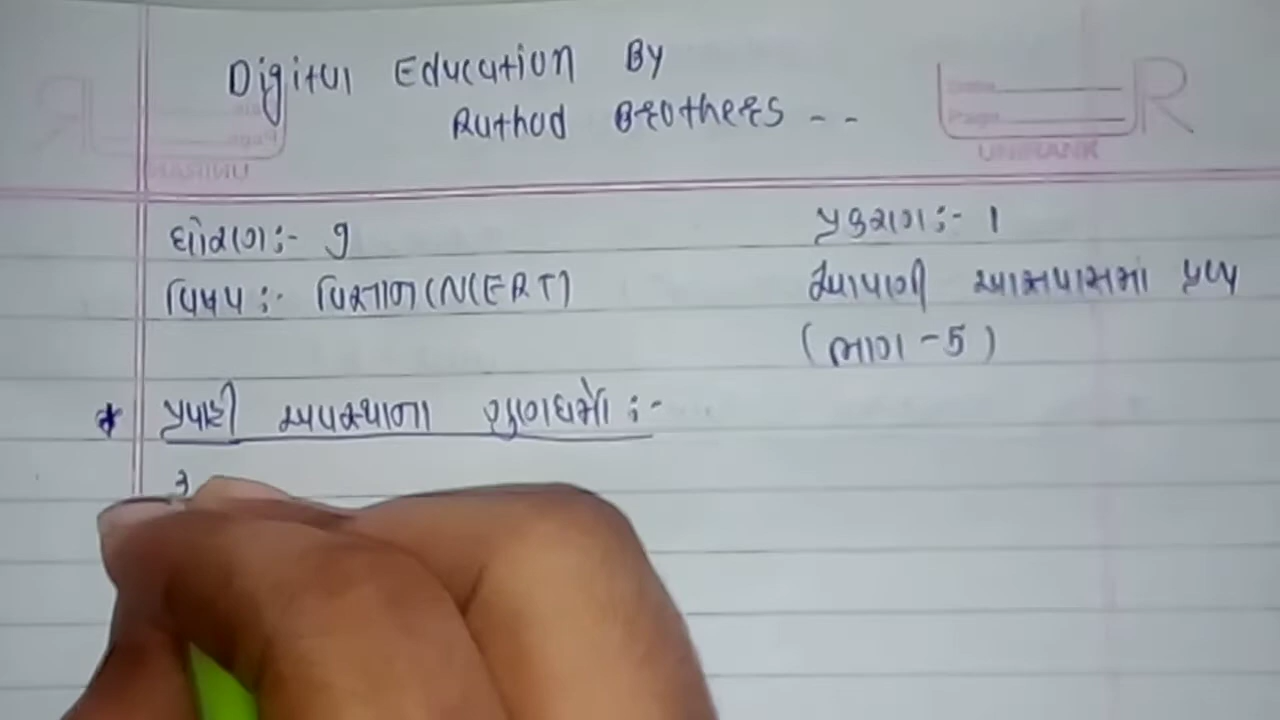 Digital Education By
Rathod Brothers --
ધોરણ :- 9
પ્રકરણ :- 1
વિષય :- વિજ્ઞાન (NCERT)
આપણી આસપાસમાં દ્રવ્ય
(ભાગ - 5)
* પ્રવાહી અવસ્થાના ગુણધર્મો :-
UNIRANK